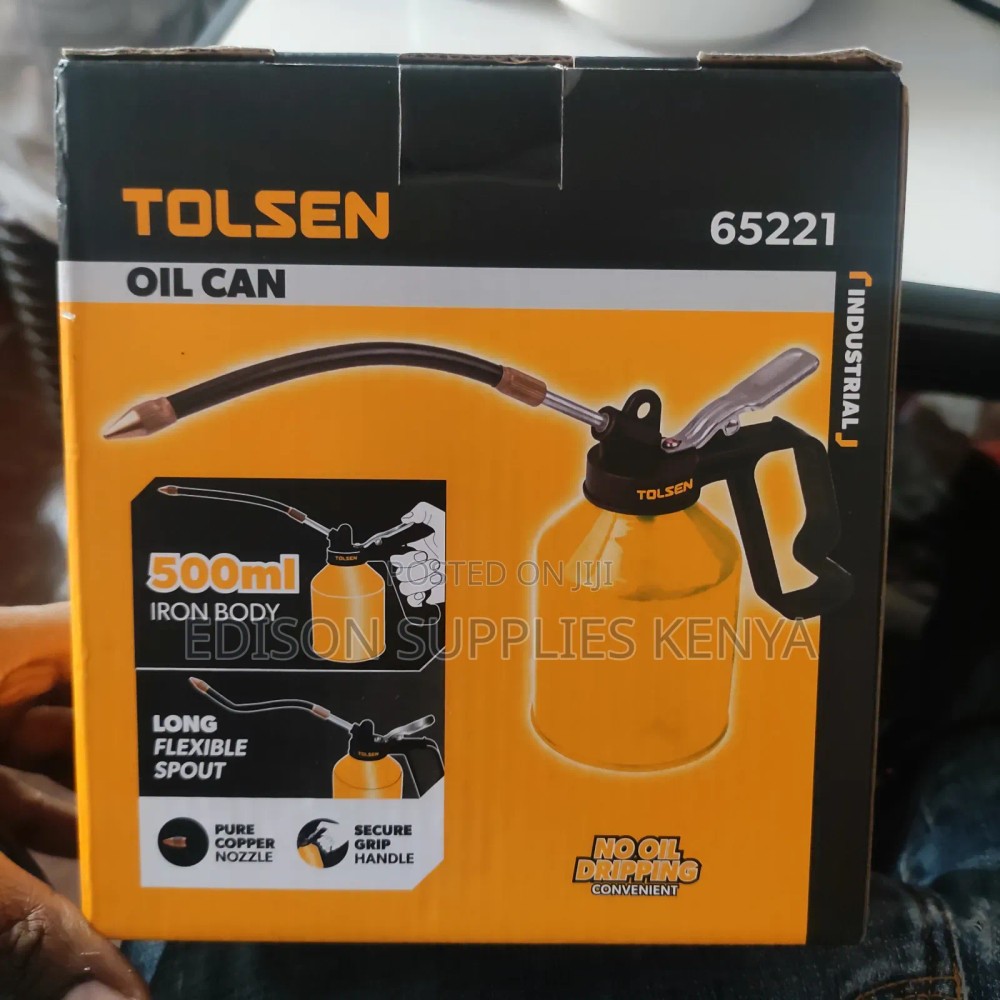 TOLSEN
65221
OIL CAN
INDUSTRIAL
TOLSEN
TOLSEN
500ml
IRON BODY
POSTED ON JIJI
EDISON SUPPLIES KENYA
LONG
FLEXIBLE
SPOUT
TOLSEN
PURE
COPPER
NOZZLE
SECURE
GRIP
HANDLE
NO OIL
DRIPPING
CONVENIENT